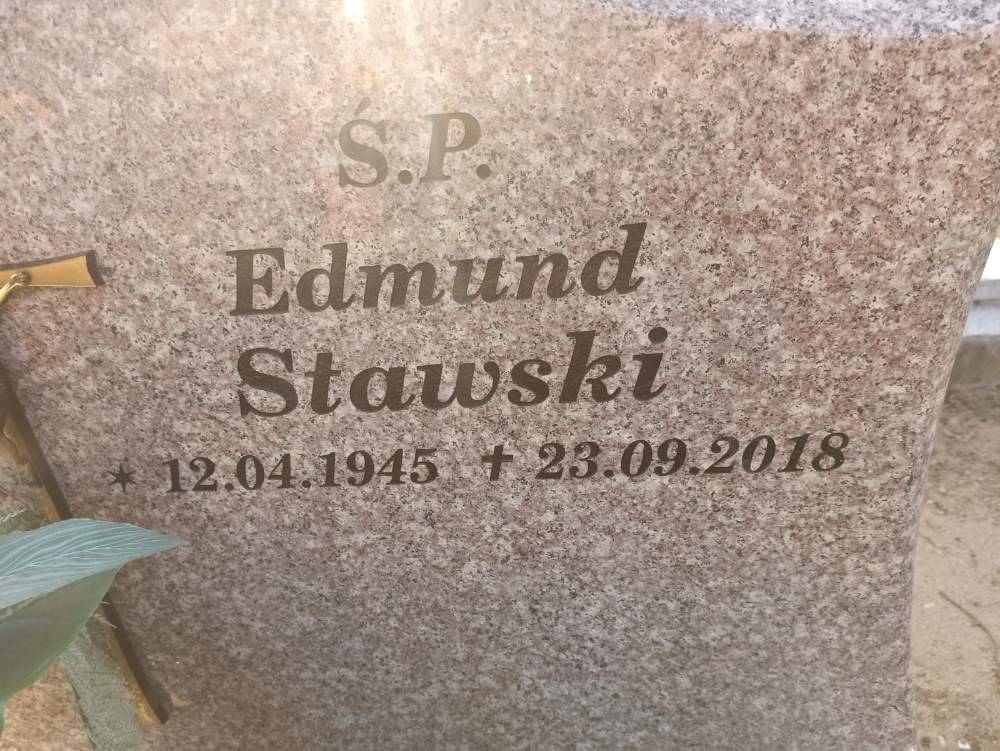 Ś.P.
Edmund
Stawski
✶ 12.04.1945 ✝ 23.09.2018